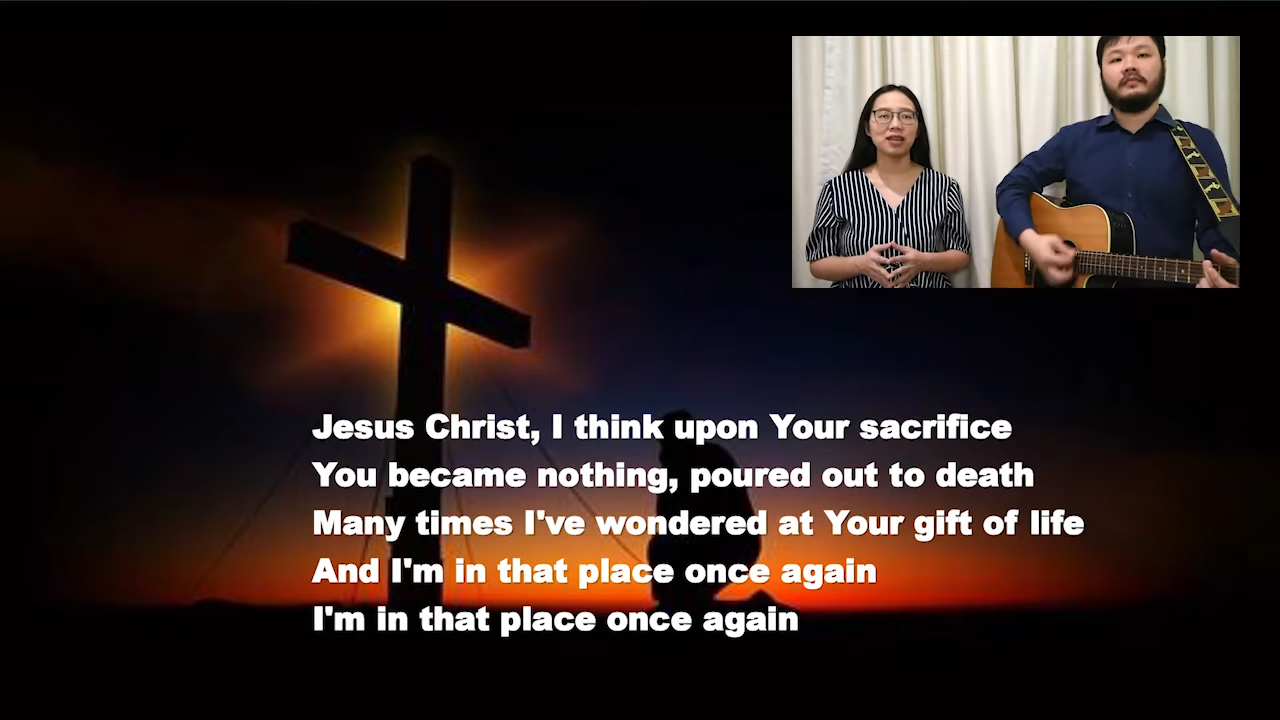 Jesus Christ, I think upon Your sacrifice
You became nothing, poured out to death
Many times I've wondered at Your gift of life
And I'm in that place once again
I'm in that place once again